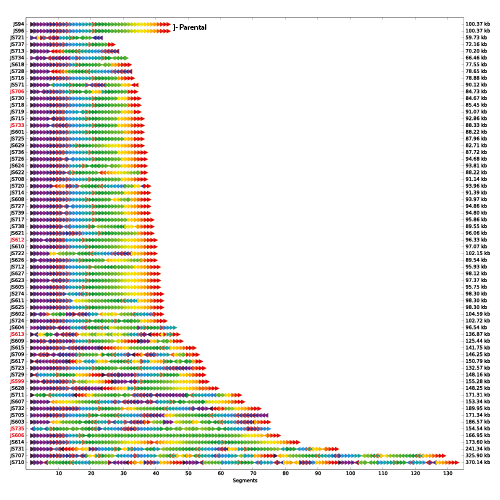 JS94 100.37 kb
JS96 100.37 kb
]- Parental
JS721 59.73 kb
JS737 72.16 kb
JS713 70.20 kb
JS734 66.46 kb
JS618 77.55 kb
JS728 78.65 kb
JS716 78.88 kb
JS571 90.12 kb
JS706 84.73 kb
JS730 84.67 kb
JS718 85.45 kb
JS719 91.07 kb
JS715 92.86 kb
JS733 88.33 kb
JS601 88.22 kb
JS725 87.96 kb
JS629 82.71 kb
JS736 87.72 kb
JS726 94.68 kb
JS624 93.81 kb
JS622 88.22 kb
JS708 91.14 kb
JS720 93.96 kb
JS714 91.39 kb
JS608 93.97 kb
JS727 94.86 kb
JS739 94.80 kb
JS717 95.86 kb
JS738 89.55 kb
JS621 96.06 kb
JS612 96.33 kb
JS610 97.07 kb
JS722 102.15 kb
JS626 89.54 kb
JS712 95.93 kb
JS627 98.12 kb
JS623 97.37 kb
JS605 95.75 kb
JS274 98.30 kb
JS611 98.30 kb
JS625 98.30 kb
JS602 104.59 kb
JS724 102.72 kb
JS604 96.54 kb
JS613 136.87 kb
JS609 125.44 kb
JS615 141.75 kb
JS709 146.25 kb
JS617 150.79 kb
JS723 132.57 kb
JS729 148.16 kb
JS599 155.28 kb
JS628 148.25 kb
JS711 171.31 kb
JS607 153.34 kb
JS732 189.95 kb
JS705 171.34 kb
JS603 186.57 kb
JS735 154.54 kb
JS606 166.95 kb
JS614 173.60 kb
JS731 241.34 kb
JS707 325.90 kb
JS710 370.14 kb
10 20 30 40 50 60 70 80 90 100 110 120 130
Segments